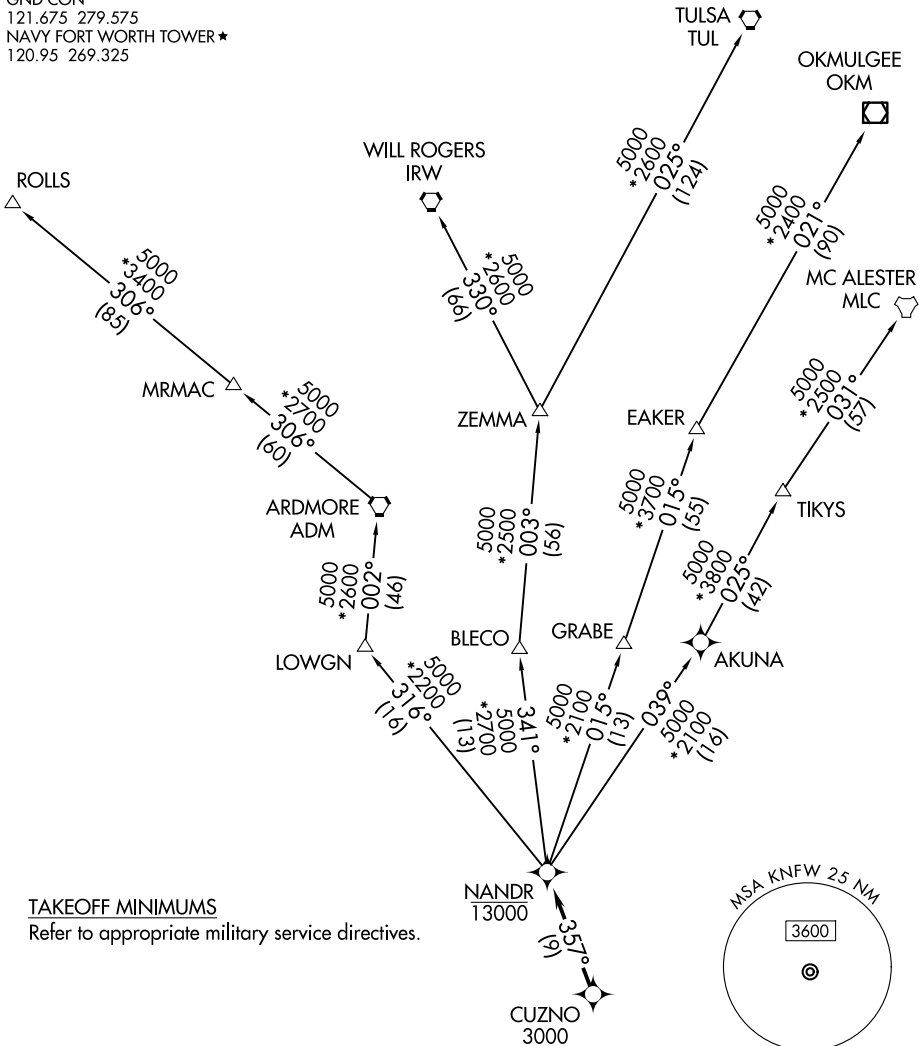 GND CON
121.675 279.575
NAVY FORT WORTH TOWER ★
120.95 269.325
TULSA
TUL
OKMULGEE
OKM
WILL ROGERS
IRW
ROLLS
5000
*2600
025°
(124)
5000
*2400
021°
(90)
5000
*3400
306°
(85)
5000
*2600
330°
(66)
MC ALESTER
MLC
MRMAC
5000
*2700
306°
(60)
ZEMMA
EAKER
5000
*2500
031°
(57)
ARDMORE
ADM
5000
*2500
003°
(56)
5000
*3700
015°
(55)
TIKYS
5000
*2600
002°
(46)
5000
*3800
025°
(42)
LOWGN
BLECO
GRABE
AKUNA
5000
*2200
316°
(16)
341°
5000
*2700
(13)
5000
*2100
015°
(13)
039°
5000
*2100
(16)
NANDR
13000
357°
(9)
CUZNO
3000
TAKEOFF MINIMUMS
Refer to appropriate military service directives.
MSA KNFW 25 NM
3600